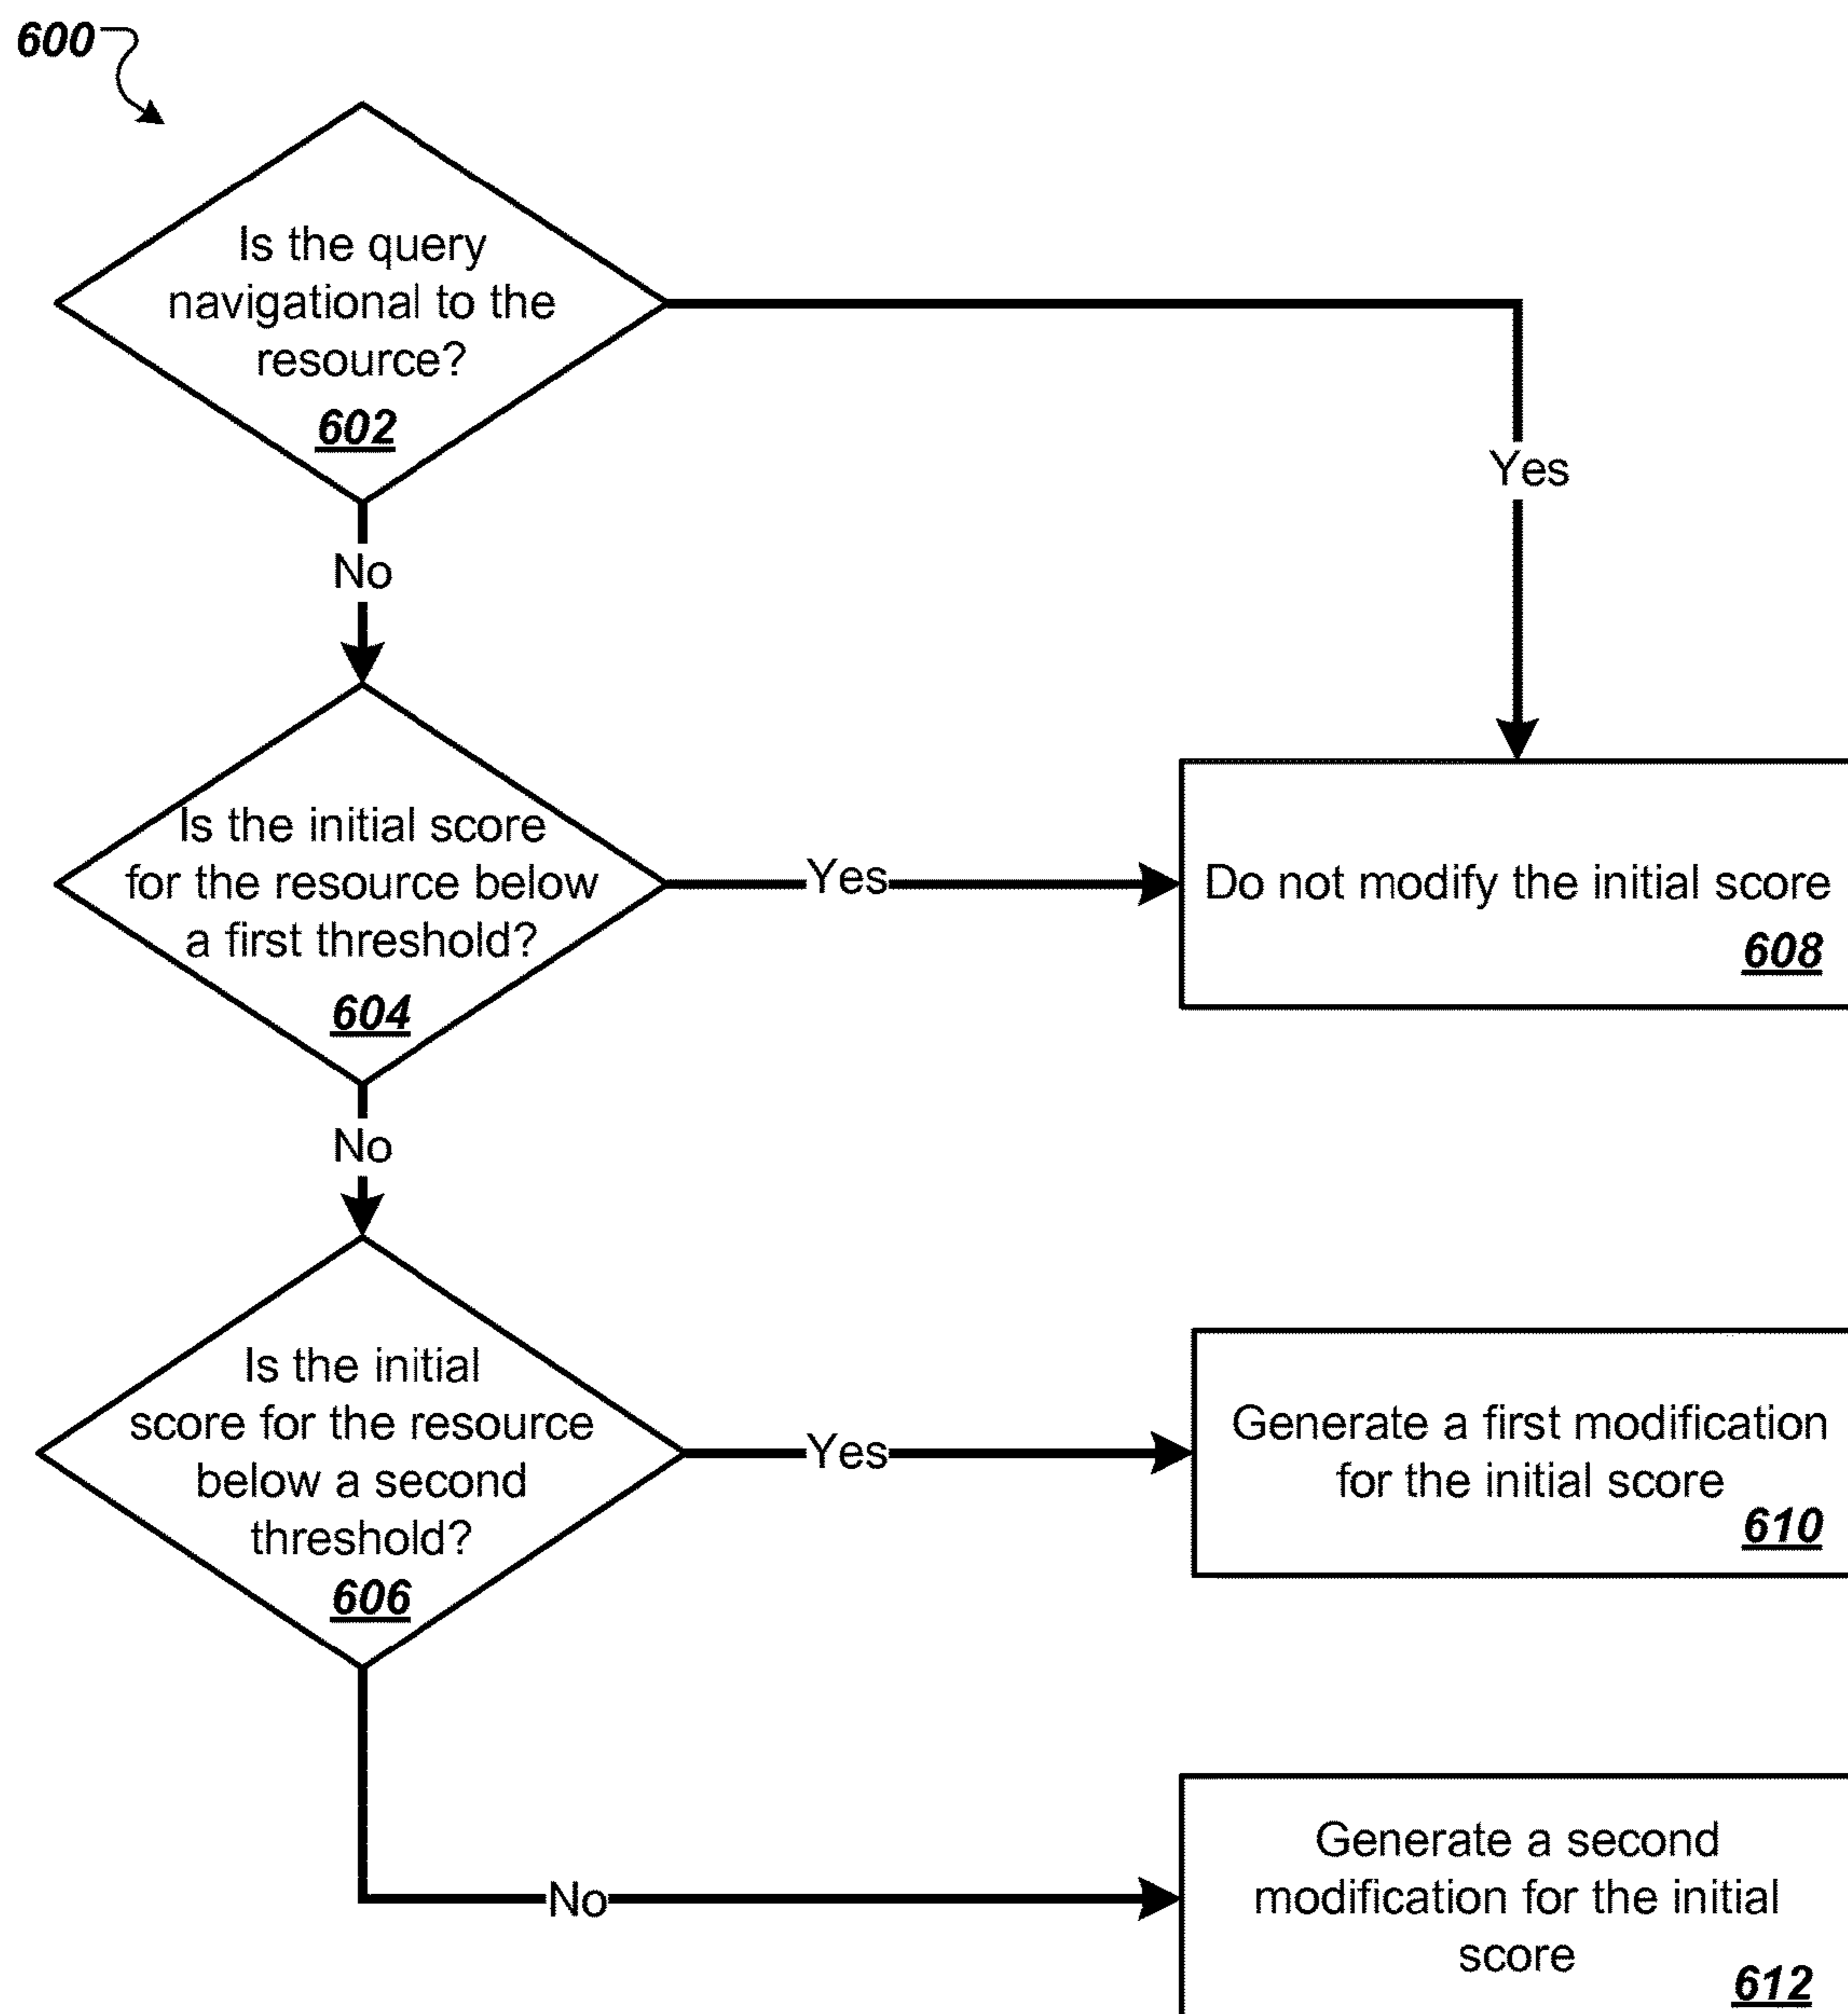 600
Is the query
navigational to the
resource?
602
Yes
No
Is the initial score
for the resource below
a first threshold?
604
Yes
Do not modify the initial score
608
No
Is the initial
score for the resource
below a second
threshold?
606
Yes
Generate a first modification
for the initial score
610
No
Generate a second
modification for the initial
score
612